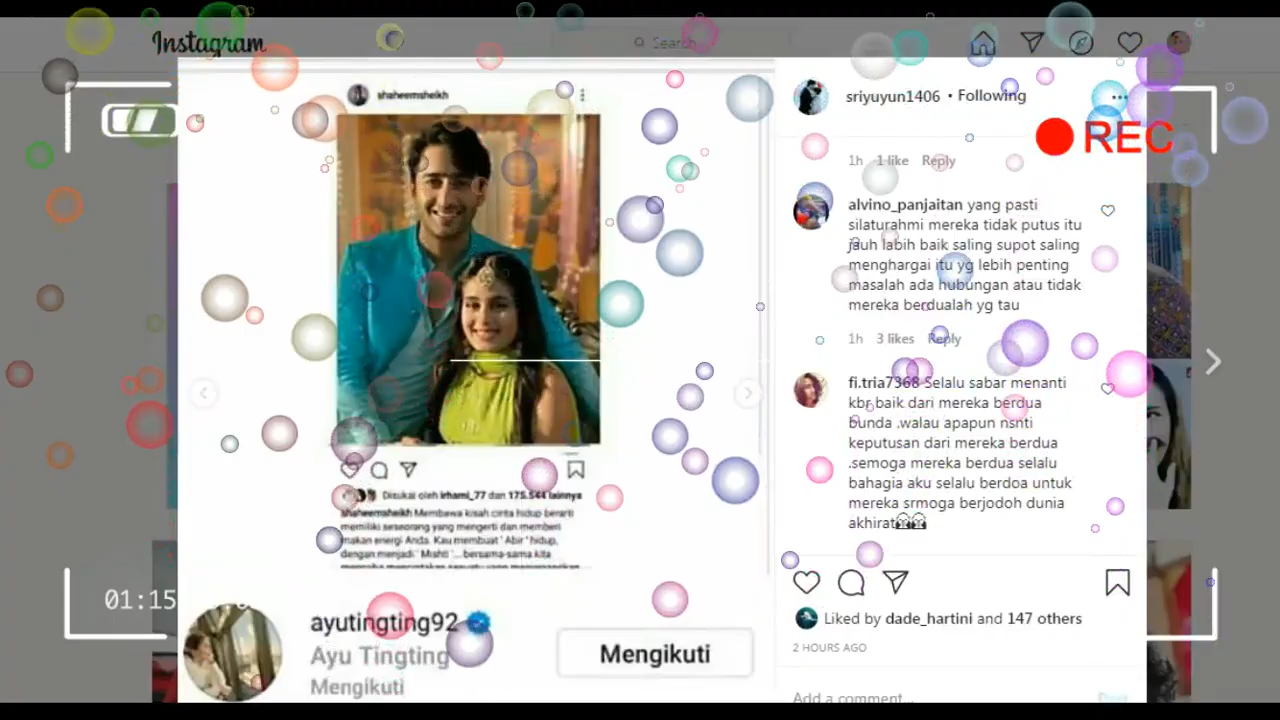 Instagram
Search
shaheemsheikh
sriyuyun1406 • Following
REC
1h 1 like Reply
alvino_panjaitan yang pasti
silaturahmi mereka tidak putus itu
jauh labih baik saling supot saling
menghargai itu yg lebih penting
masalah ada hubungan atau tidak
mereka berdualah yg tau
1h 3 likes Reply
fi.tria7368 Selalu sabar menanti
kbr baik dari mereka berdua
bunda .walau apapun nsnti
keputusan dari mereka berdua
.semoga mereka berdua selalu
bahagia aku selalu berdoa untuk
mereka srmoga berjodoh dunia
akhirat
Disukai oleh irhami_77 dan 175.544 lainnya
shaheemsheikh Membawa kisah cinta hidup berarti
memiliki seseorang yang mengerti dan memberi
makan energi Anda. Kau membuat ' Abir ' hidup,
dengan menjadi ' Mishti '... bersama-sama kita
01:15
ayutingting92
Ayu Tingting
Mengikuti
Mengikuti
Liked by dade_hartini and 147 others
2 HOURS AGO
Add a comment...